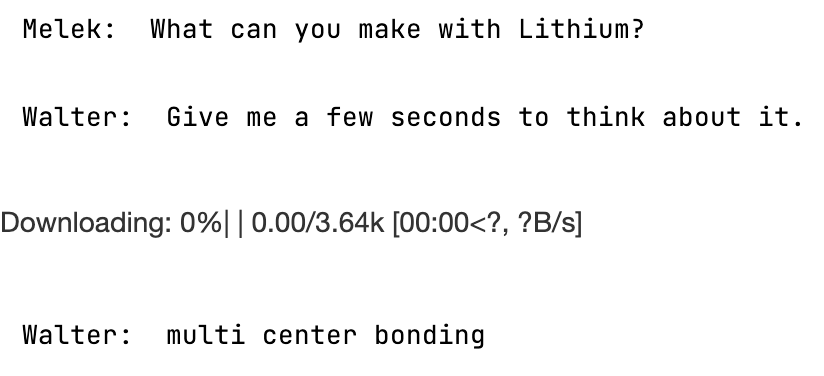 Melek:  What can you make with Lithium?
Walter:  Give me a few seconds to think about it.
Downloading: 0%| | 0.00/3.64k [00:00<?, ?B/s]
Walter:  multi center bonding